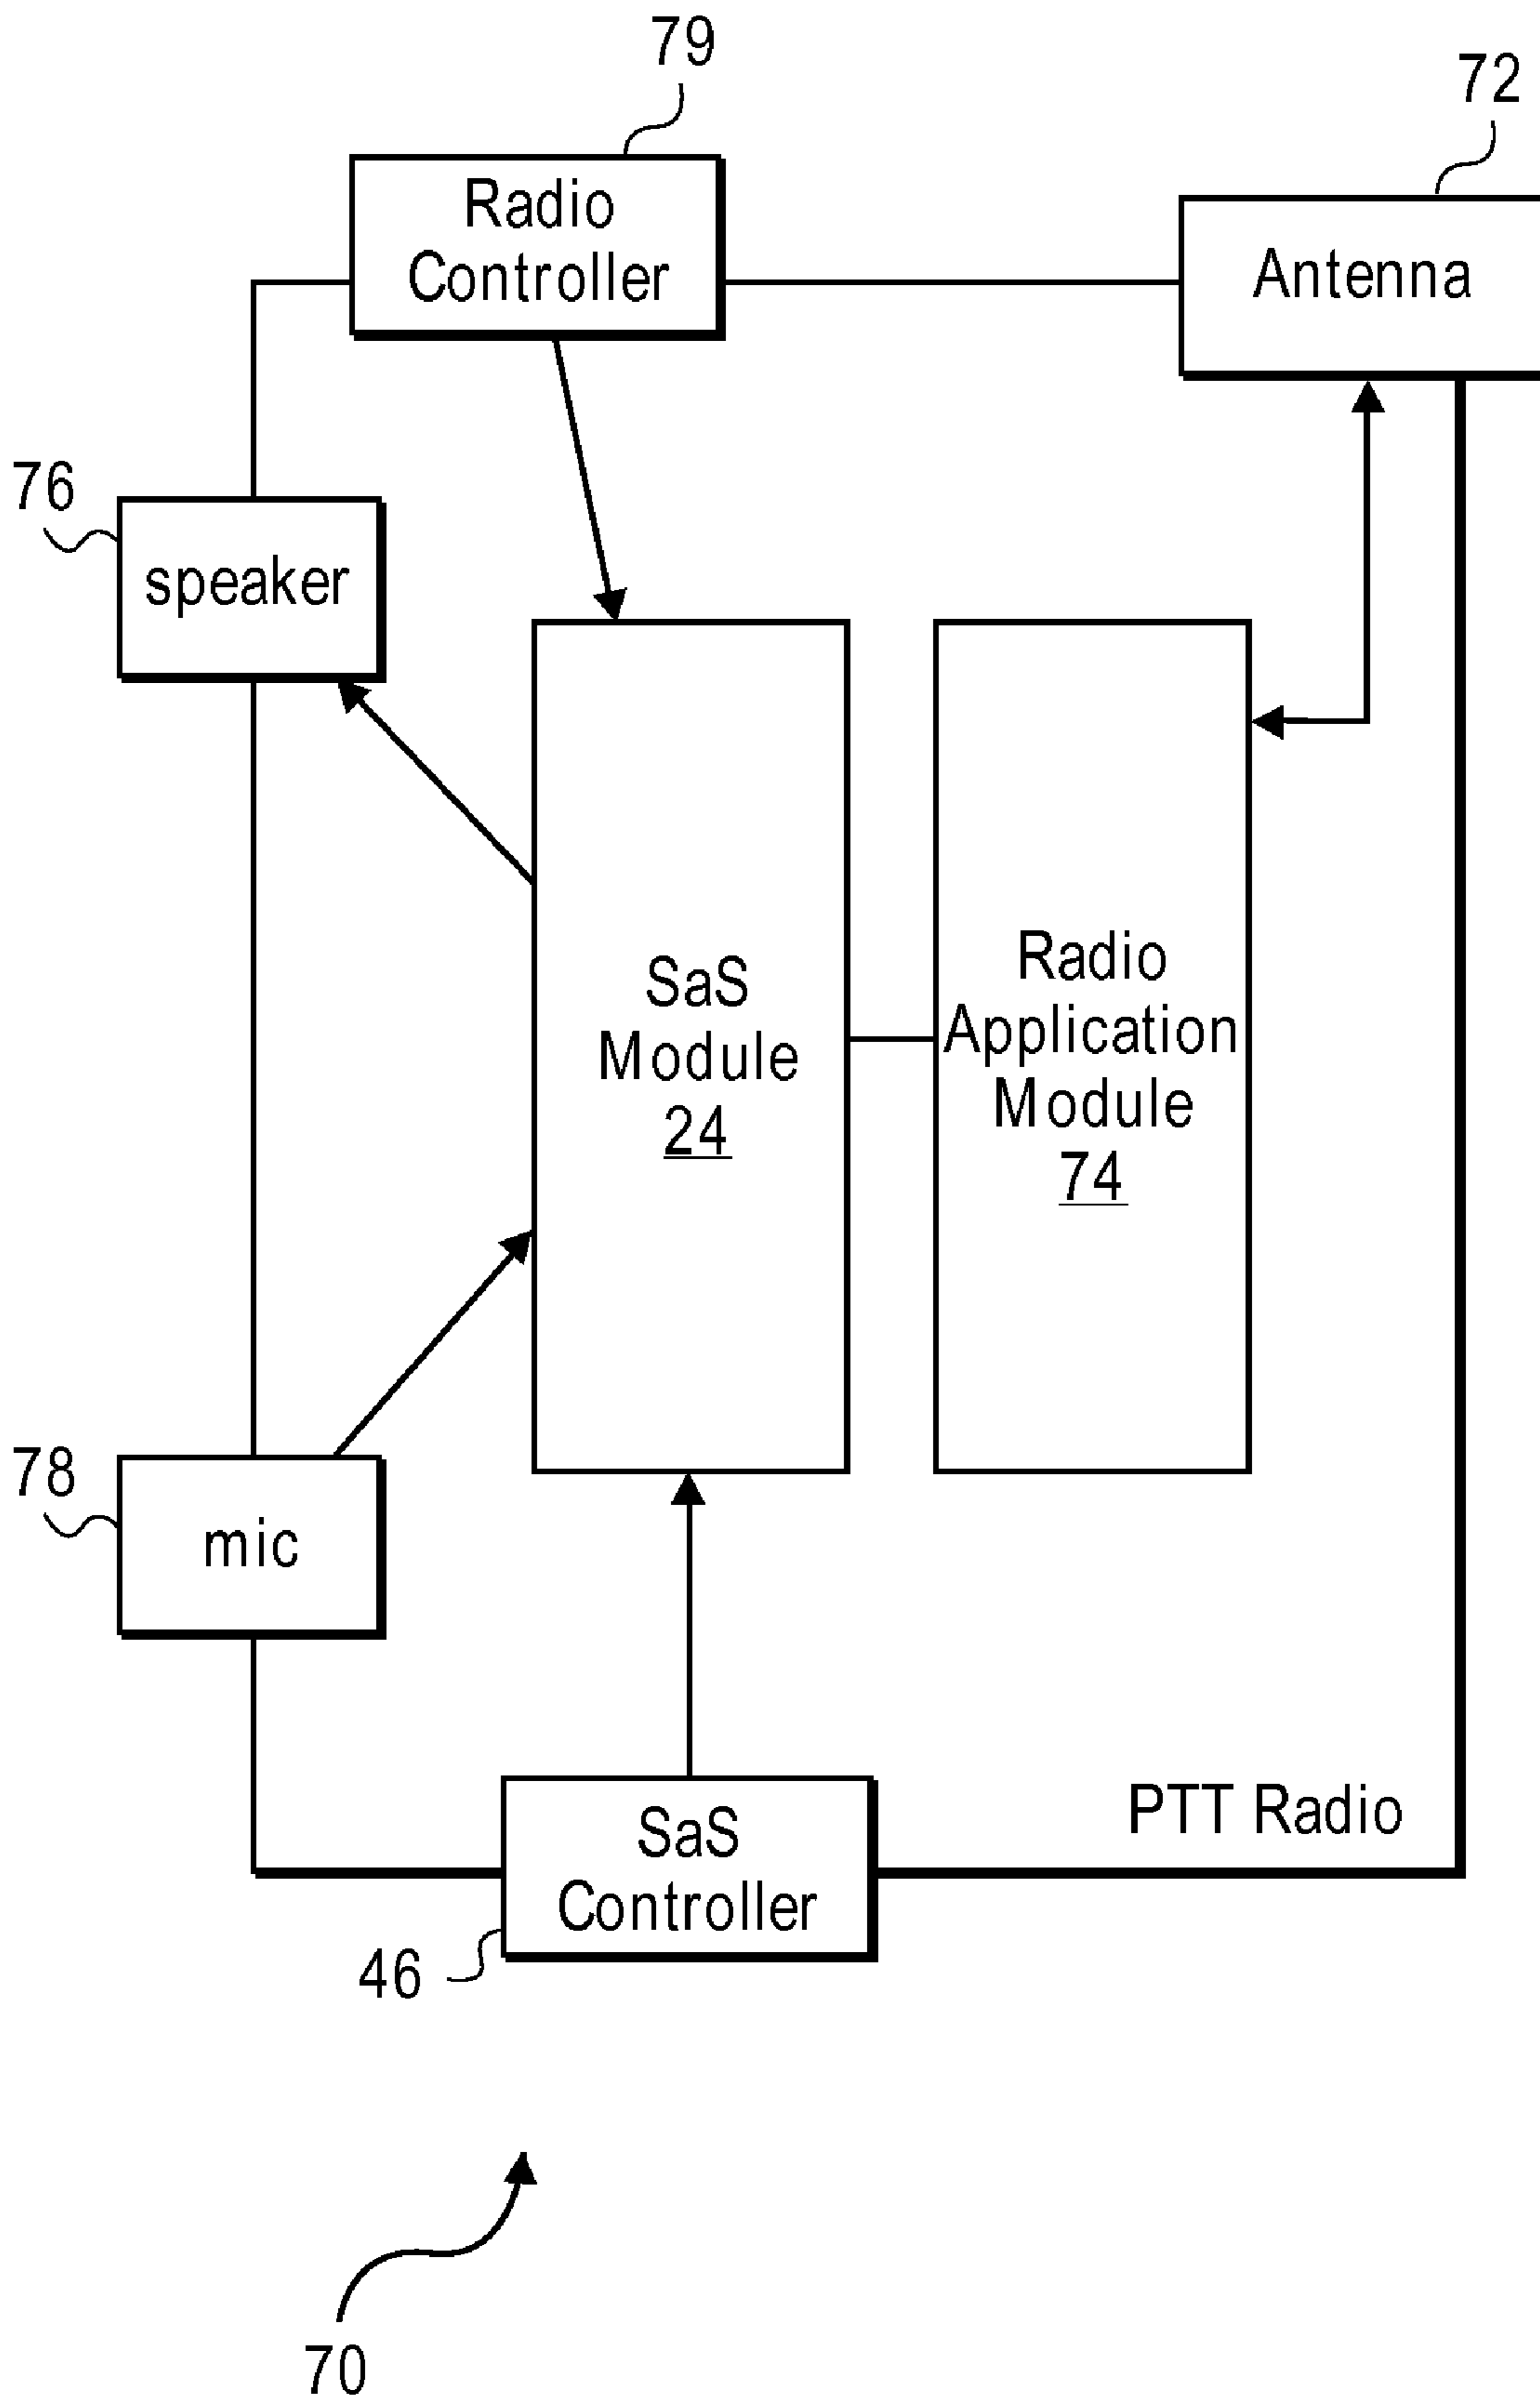 79
72
Radio
Controller
Antenna
76
speaker
SaS
Module
24
Radio
Application
Module
74
78
mic
SaS
Controller
PTT Radio
46
70